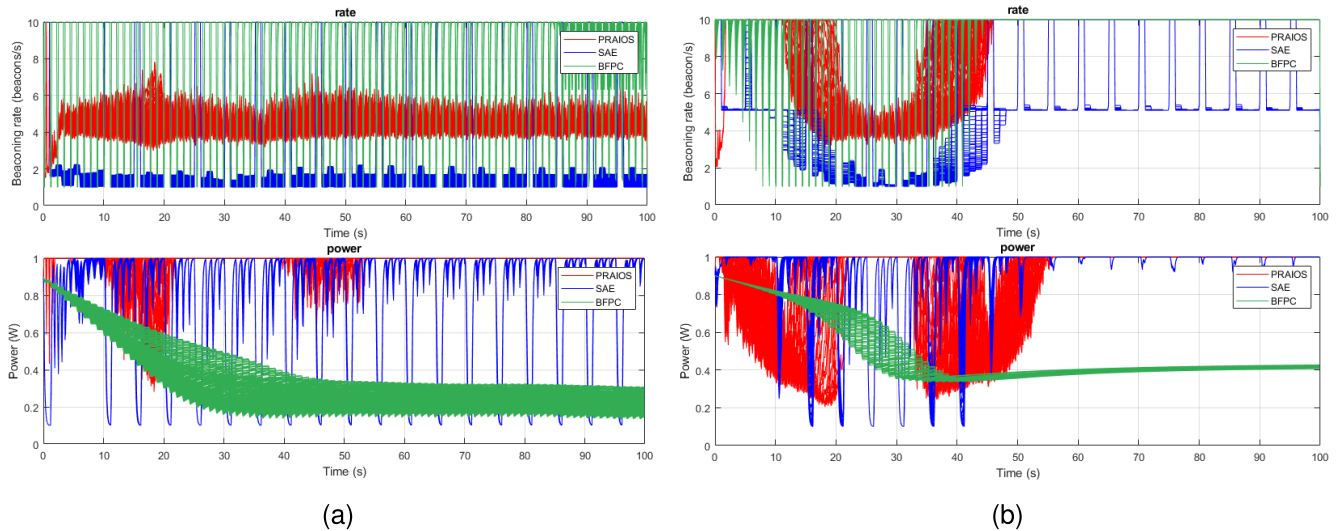 rate
Beaconing rate (beacons/s)
10
8
6
4
2
0
PRAIOS
SAE
BFPC
0 10 20 30 40 50 60 70 80 90 100
Time (s)
power
Power (W)
1
0.8
0.6
0.4
0.2
0
PRAIOS
SAE
BFPC
0 10 20 30 40 50 60 70 80 90 100
Time (s)
(a)
rate
Beaconing rate (beacon/s)
10
8
6
4
2
0
PRAIOS
SAE
BFPC
0 10 20 30 40 50 60 70 80 90 100
Time (s)
power
Power (W)
1
0.8
0.6
0.4
0.2
0
PRAIOS
SAE
BFPC
0 10 20 30 40 50 60 70 80 90 100
Time (s)
(b)